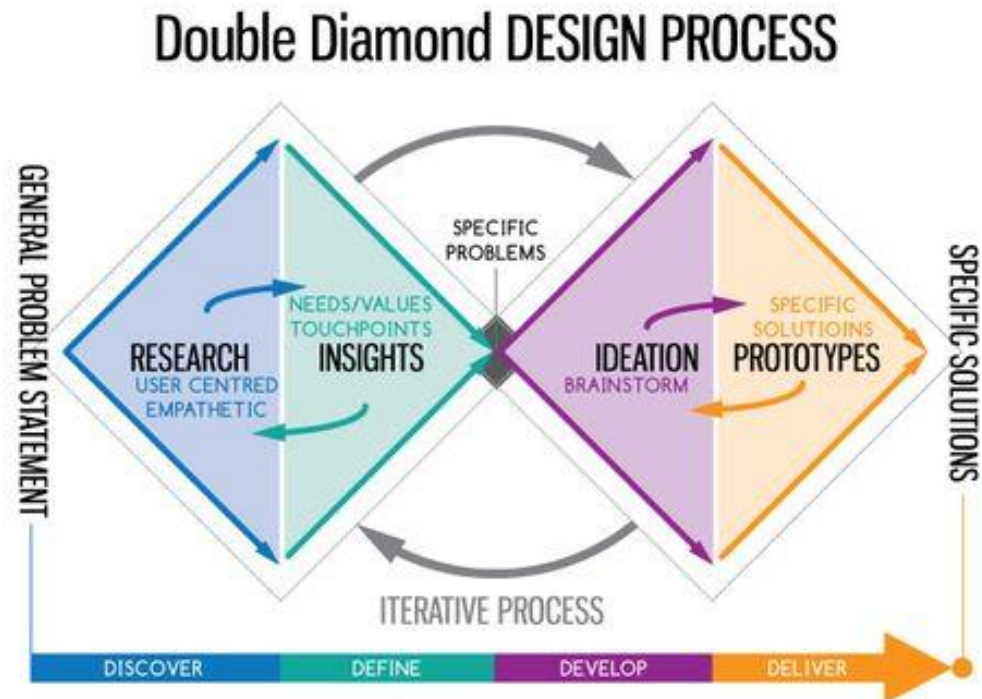 Double Diamond DESIGN PROCESS
GENERAL PROBLEM STATEMENT
SPECIFIC
PROBLEMS
NEEDS/VALUES
TOUCHPOINTS
RESEARCH
INSIGHTS
USER CENTRED
EMPATHETIC
SPECIFIC
SOLUTIOINS
IDEATION
PROTOTYPES
BRAINSTORM
SPECIFIC SOLUTIONS
ITERATIVE PROCESS
DISCOVER
DEFINE
DEVELOP
DELIVER